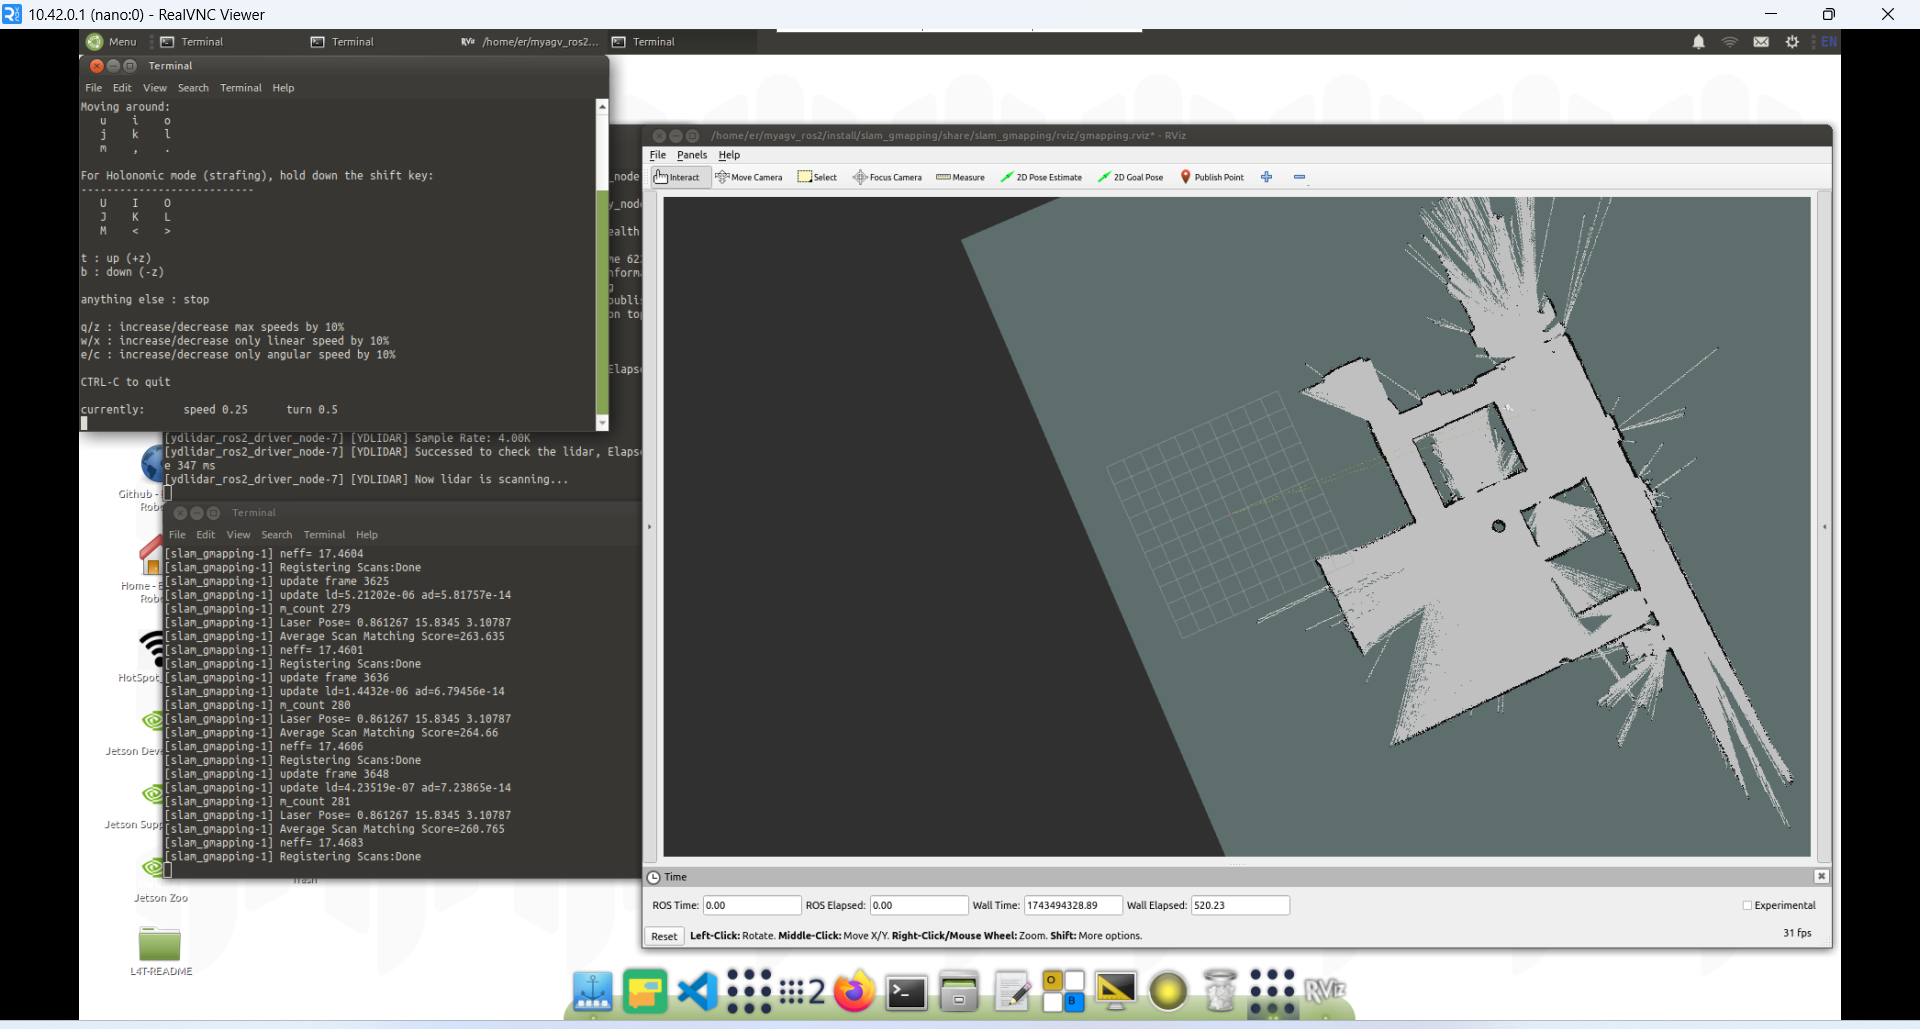 10.42.0.1 (nano:0) - RealVNC Viewer
Menu Terminal Terminal RViz /home/er/myagv_ros2... Terminal EN
Terminal
File Edit View Search Terminal Help
Moving around:
u i o
j k l
m , .
For Holonomic mode (strafing), hold down the shift key:
---------------------------
U I O
J K L
M < >
t : up (+z)
b : down (-z)
anything else : stop
q/z : increase/decrease max speeds by 10%
w/x : increase/decrease only linear speed by 10%
e/c : increase/decrease only angular speed by 10%
CTRL-C to quit
currently: speed 0.25 turn 0.5
[ydlidar_ros2_driver_node-7] [YDLIDAR] Sample Rate: 4.00K
[ydlidar_ros2_driver_node-7] [YDLIDAR] Successed to check the lidar, Elaps
e 347 ms
[ydlidar_ros2_driver_node-7] [YDLIDAR] Now lidar is scanning...
Terminal
File Edit View Search Terminal Help
[slam_gmapping-1] neff= 17.4604
[slam_gmapping-1] Registering Scans:Done
[slam_gmapping-1] update frame 3625
[slam_gmapping-1] update ld=5.21202e-06 ad=5.81757e-14
[slam_gmapping-1] m_count 279
[slam_gmapping-1] Laser Pose= 0.861267 15.8345 3.10787
[slam_gmapping-1] Average Scan Matching Score=263.635
[slam_gmapping-1] neff= 17.4601
[slam_gmapping-1] Registering Scans:Done
[slam_gmapping-1] update frame 3636
[slam_gmapping-1] update ld=1.4432e-06 ad=6.79456e-14
[slam_gmapping-1] m_count 280
[slam_gmapping-1] Laser Pose= 0.861267 15.8345 3.10787
[slam_gmapping-1] Average Scan Matching Score=264.66
[slam_gmapping-1] neff= 17.4606
[slam_gmapping-1] Registering Scans:Done
[slam_gmapping-1] update frame 3648
[slam_gmapping-1] update ld=4.23519e-07 ad=7.23865e-14
[slam_gmapping-1] m_count 281
[slam_gmapping-1] Laser Pose= 0.861267 15.8345 3.10787
[slam_gmapping-1] Average Scan Matching Score=260.765
[slam_gmapping-1] neff= 17.4683
[slam_gmapping-1] Registering Scans:Done
Github -
Home - E
HotSpot
Jetson Deve
Jetson Supp
Jetson Zoo
L4T-README
Trash
/home/er/myagv_ros2/install/slam_gmapping/share/slam_gmapping/rviz/gmapping.rviz* - RViz
File Panels Help
Interact Move Camera Select Focus Camera Measure 2D Pose Estimate 2D Goal Pose Publish Point
Time
ROS Time: 0.00 ROS Elapsed: 0.00 Wall Time: 1743494328.89 Wall Elapsed: 520.23 Experimental
Reset Left-Click: Rotate. Middle-Click: Move X/Y. Right-Click/Mouse Wheel: Zoom. Shift: More options. 31 fps
2 O B RViz